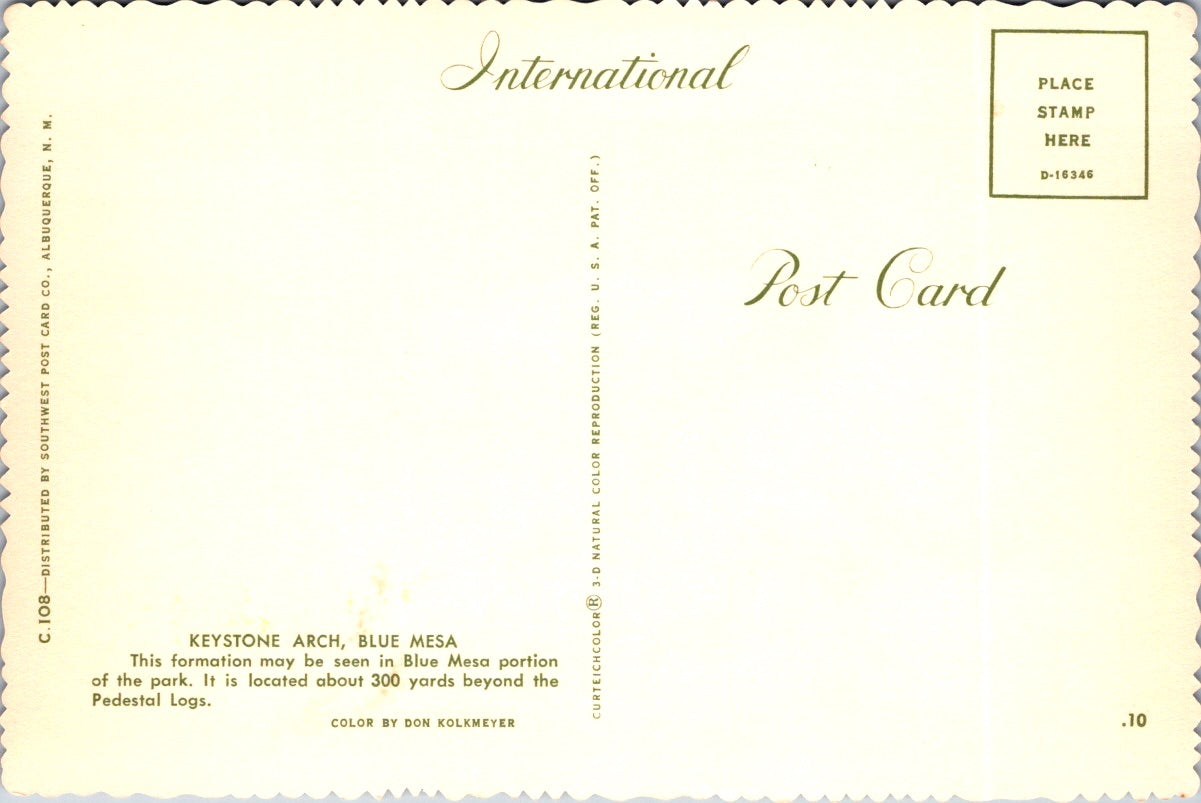 International
PLACE
STAMP
HERE
D-16346
Post Card
C.108—DISTRIBUTED BY SOUTHWEST POST CARD CO., ALBUQUERQUE, N. M.
CURTEICHCOLOR® 3-D NATURAL COLOR REPRODUCTION (REG. U. S. A. PAT. OFF.)
KEYSTONE ARCH, BLUE MESA
This formation may be seen in Blue Mesa portion
of the park. It is located about 300 yards beyond the
Pedestal Logs.
COLOR BY DON KOLKMEYER
.10